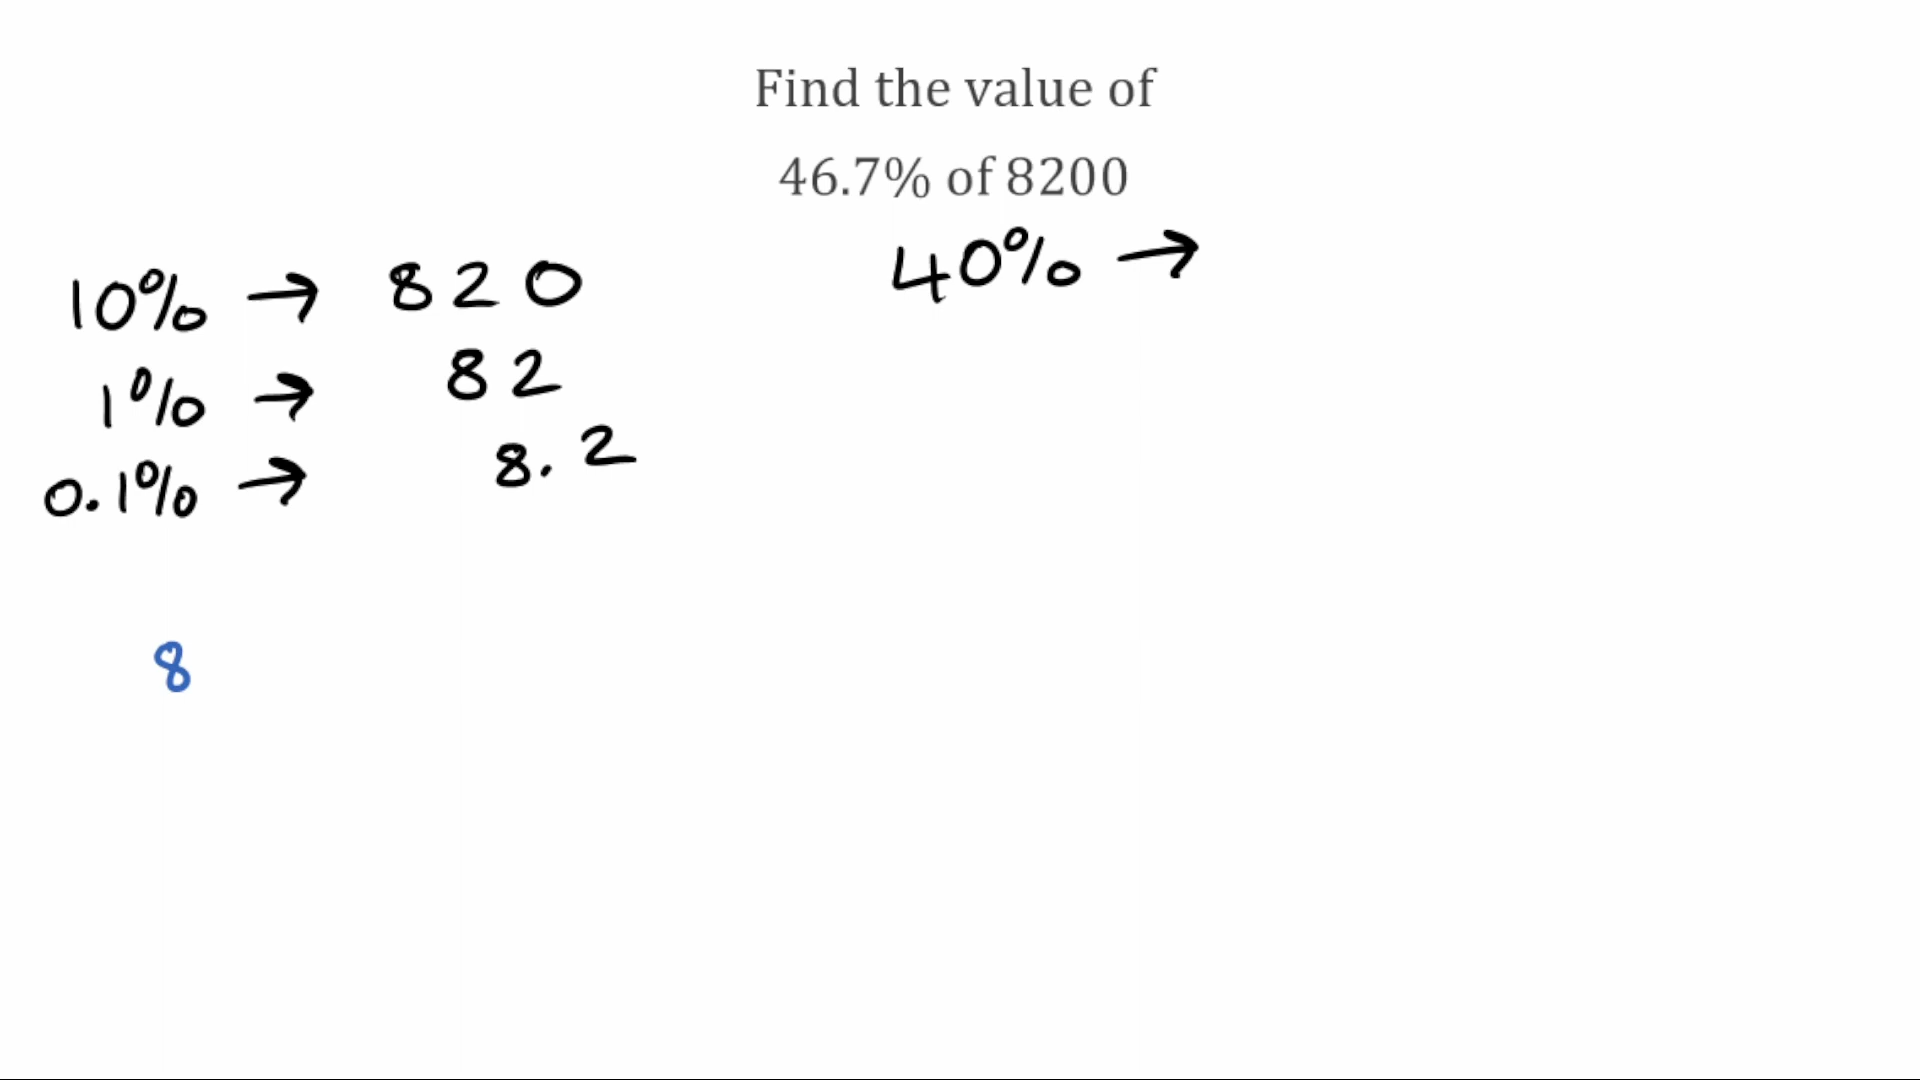 Find the value of
46.7% of 8200
10% → 820
1% → 82
0.1% → 8.2
40% →
8